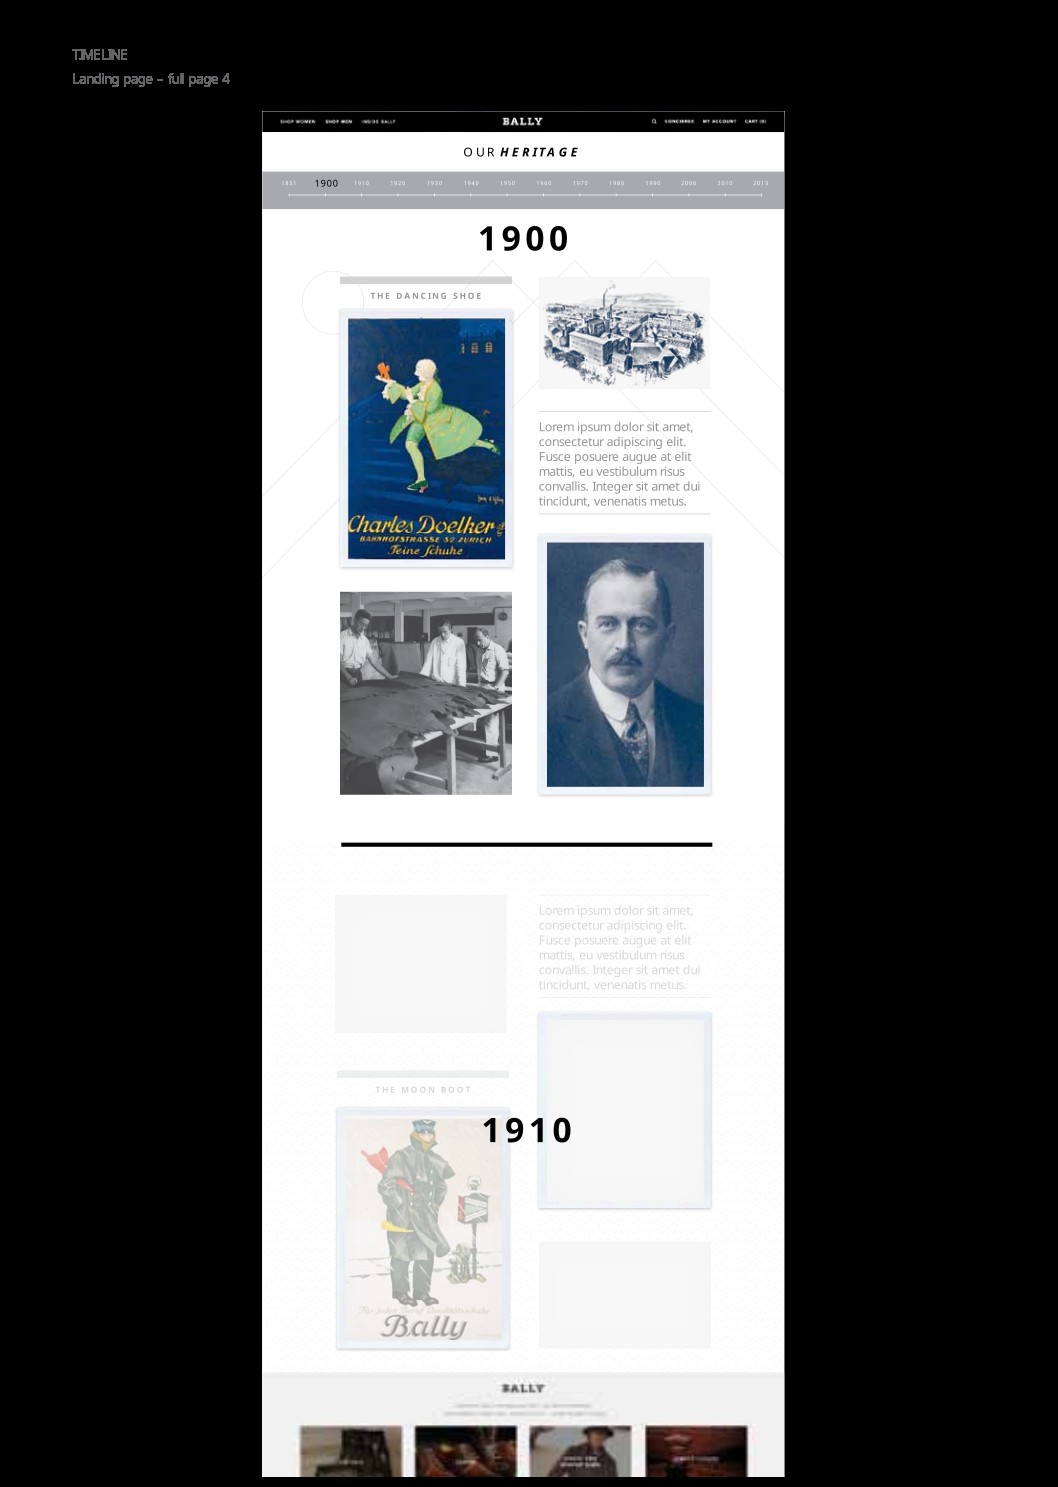 TIMELINE
Landing page – full page 4
SHOP WOMEN SHOP MEN INSIDE BALLY BALLY CONCIERGE MY ACCOUNT CART (0)
OUR HERITAGE
1851 1900 1910 1920 1930 1940 1950 1960 1970 1980 1990 2000 2010 2013
1900
THE DANCING SHOE
Charles Doelker
BAHNHOFSTRASSE 32 ZURICH
Feine Schuhe
Lorem ipsum dolor sit amet,
consectetur adipiscing elit.
Fusce posuere augue at elit
mattis, eu vestibulum risus
convallis. Integer sit amet dui
tincidunt, venenatis metus.
Lorem ipsum dolor sit amet,
consectetur adipiscing elit.
Fusce posuere augue at elit
mattis, eu vestibulum risus
convallis. Integer sit amet dui
tincidunt, venenatis metus.
THE MOON BOOT
1910
Für jeden Beruf Qualitätsschuhe
Bally
BALLY